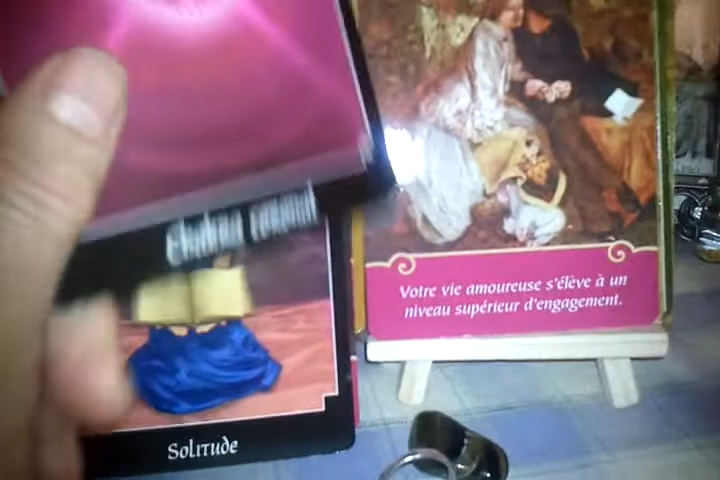 Votre vie amoureuse s'élève à un
niveau supérieur d'engagement.
Solitude